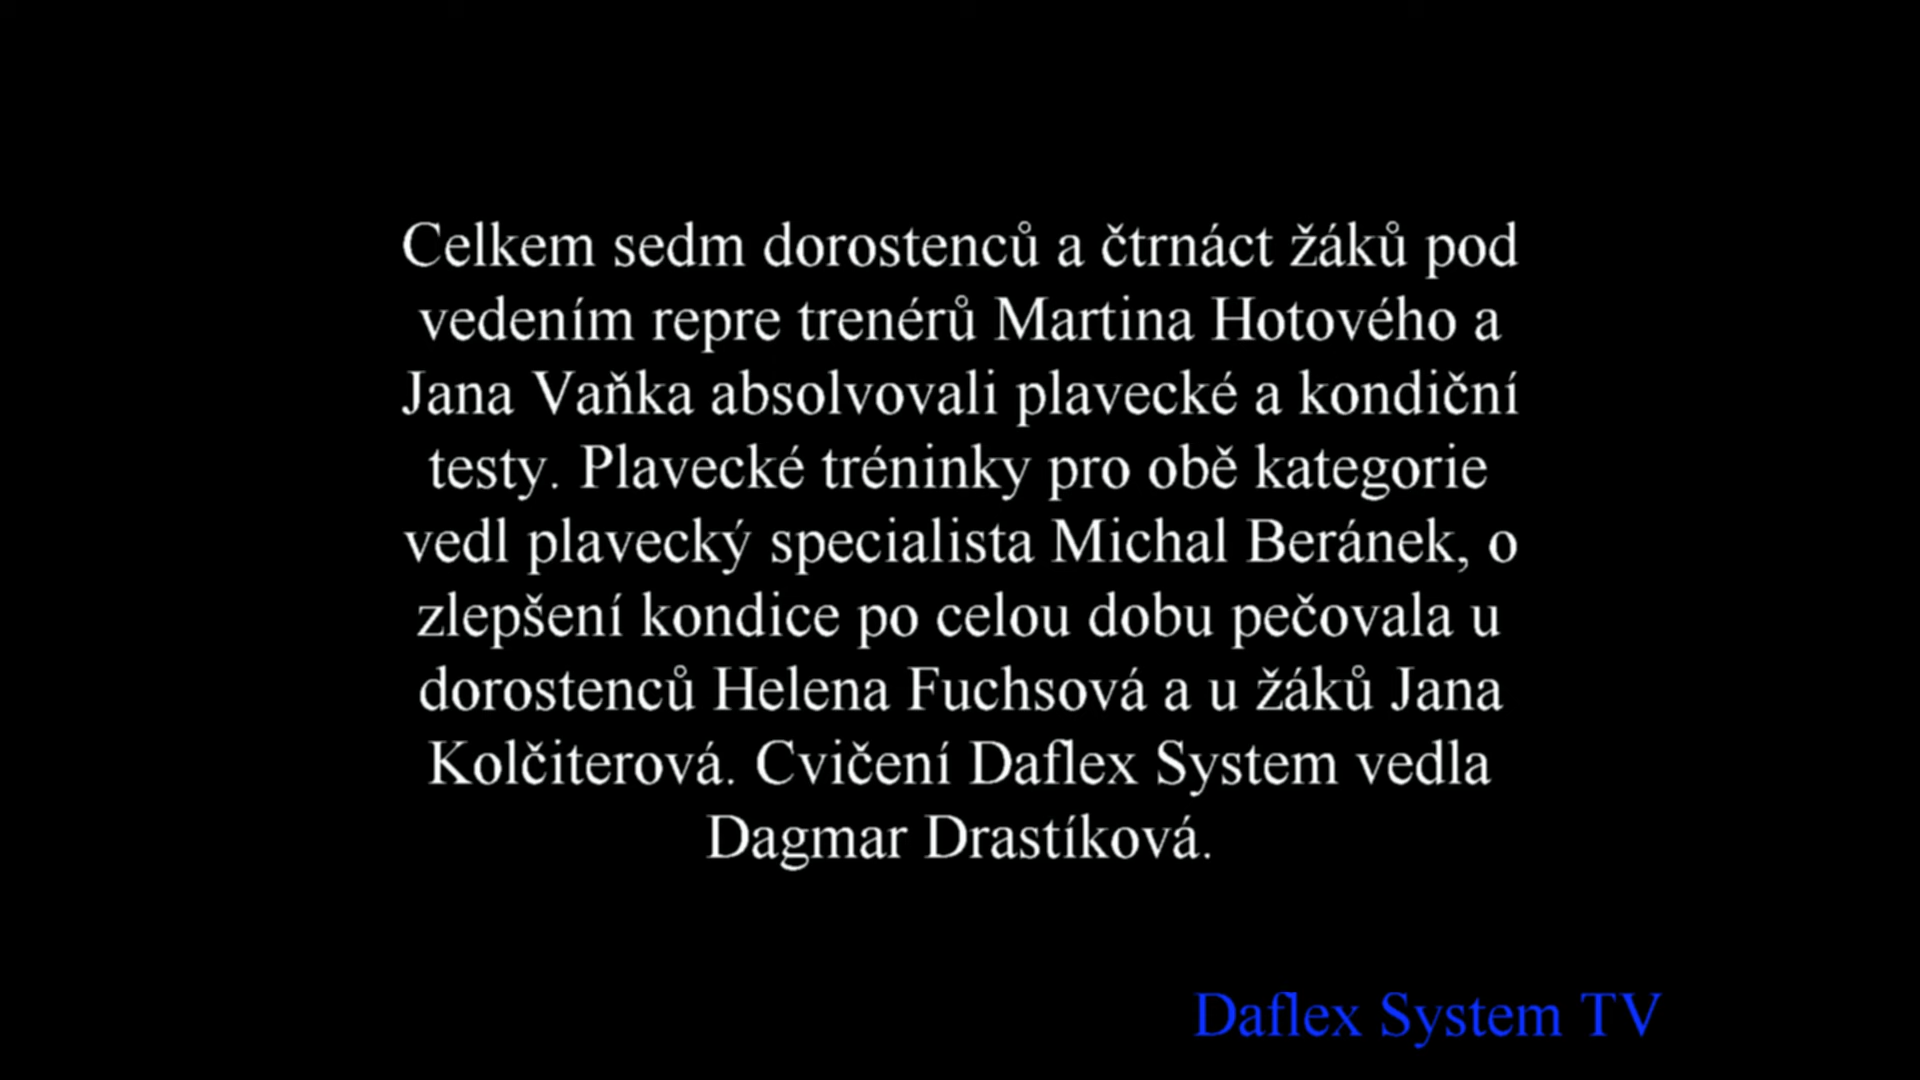 Celkem sedm dorostenců a čtrnáct žáků pod
vedením repre trenérů Martina Hotového a
Jana Vaňka absolvovali plavecké a kondiční
testy. Plavecké tréninky pro obě kategorie
vedl plavecký specialista Michal Beránek, o
zlepšení kondice po celou dobu pečovala u
dorostenců Helena Fuchsová a u žáků Jana
Kolčiterová. Cvičení Daflex System vedla
Dagmar Drastíková.
Daflex System TV